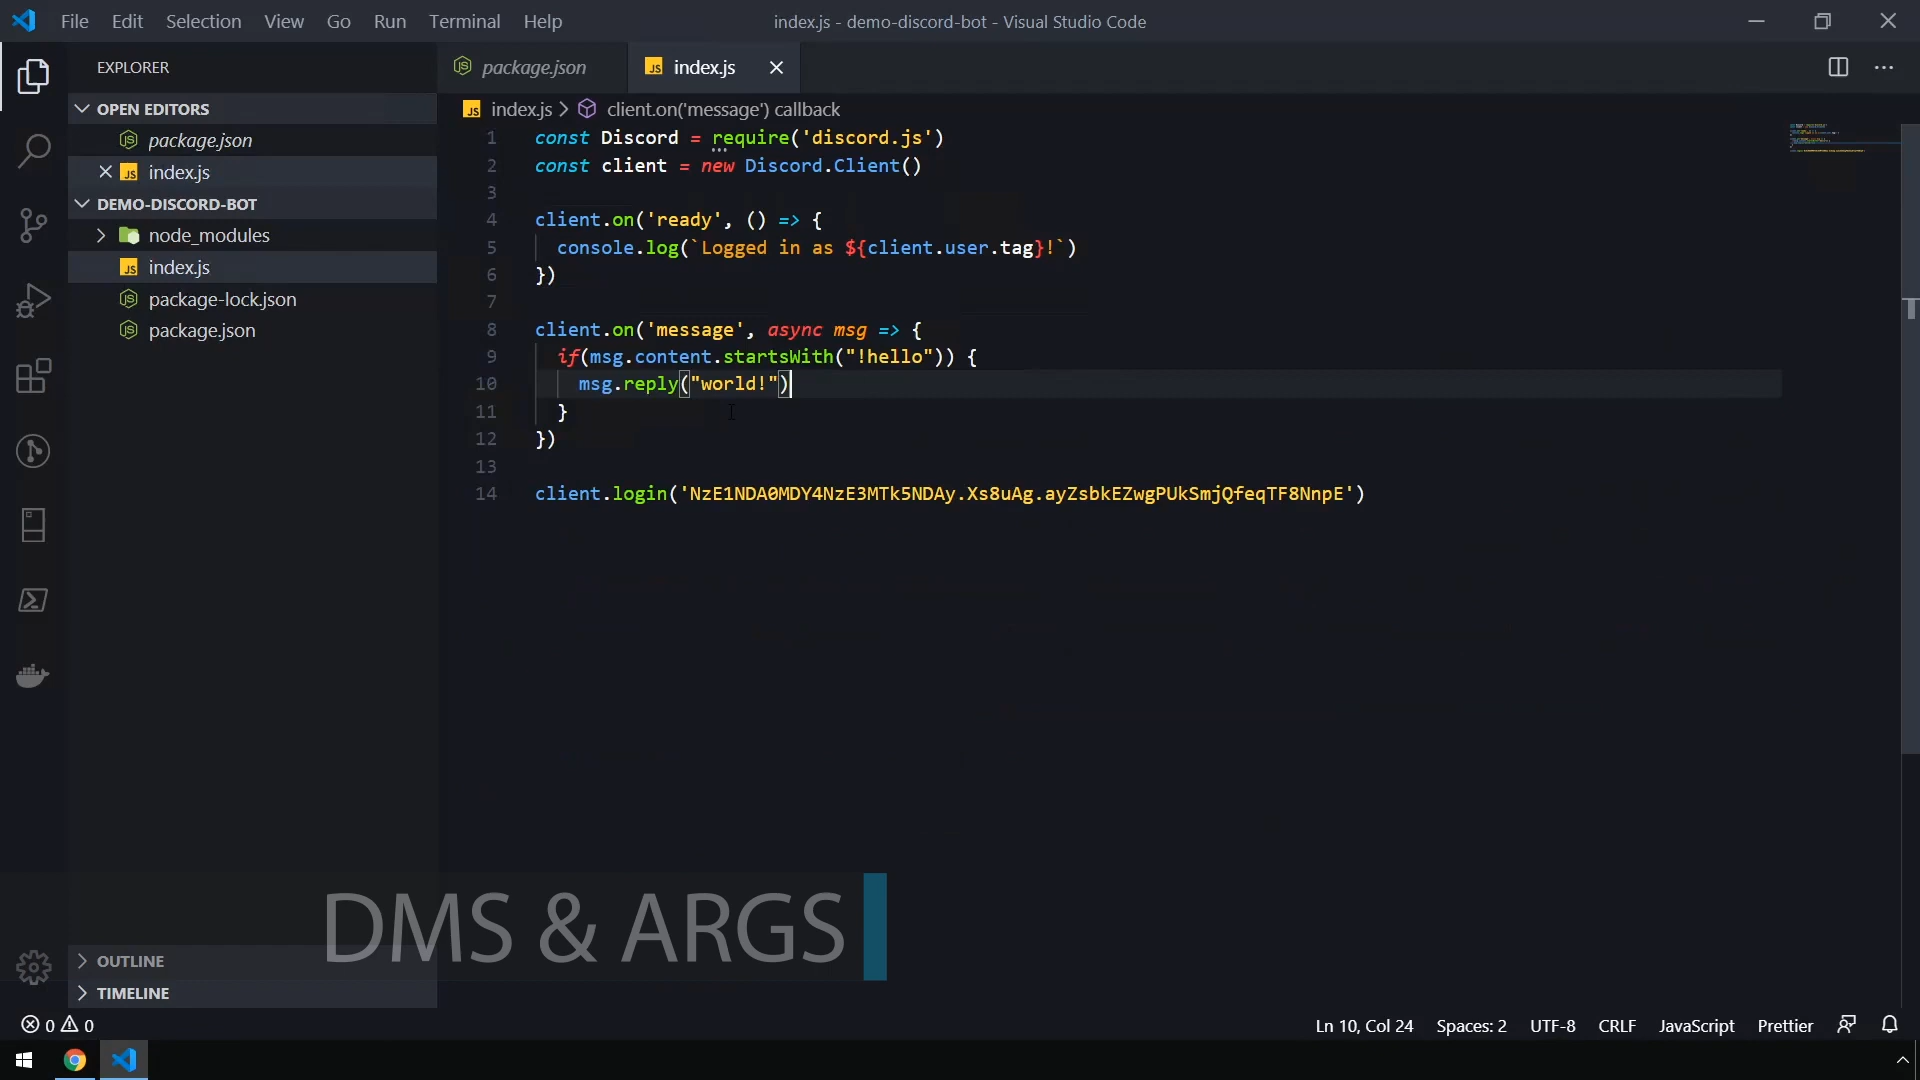 File Edit Selection View Go Run Terminal Help
index.js - demo-discord-bot - Visual Studio Code
EXPLORER
OPEN EDITORS
package.json
index.js
DEMO-DISCORD-BOT
node_modules
index.js
package-lock.json
package.json
OUTLINE
TIMELINE
package.json index.js
index.js > client.on('message') callback
1 const Discord = require('discord.js')
2 const client = new Discord.Client()
3
4 client.on('ready', () => {
5 console.log(`Logged in as ${client.user.tag}!`)
6 })
7
8 client.on('message', async msg => {
9 if(msg.content.startsWith("!hello")) {
10 msg.reply("world!")
11 }
12 })
13
14 client.login('NzE1NDA0MDY4NzE3MTk5NDAy.Xs8uAg.ayZsbkEZwgPUkSmjQfeqTF8NnpE')
DMS & ARGS
0 0 Ln 10, Col 24 Spaces: 2 UTF-8 CRLF JavaScript Prettier